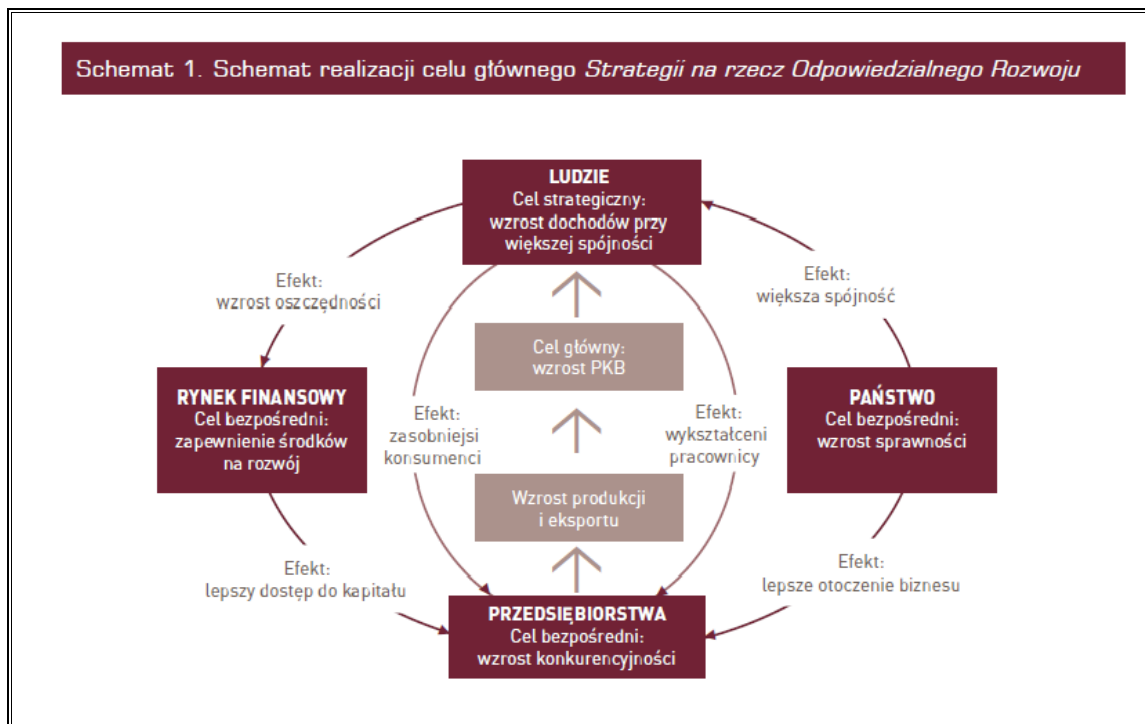 Schemat 1. Schemat realizacji celu głównego Strategii na rzecz Odpowiedzialnego Rozwoju
LUDZIE
Cel strategiczny:
wzrost dochodów przy
większej spójności
Efekt:
wzrost oszczędności
Efekt:
większa spójność
Cel główny:
wzrost PKB
RYNEK FINANSOWY
Cel bezpośredni:
zapewnienie środków
na rozwój
Efekt:
zasobniejsi
konsumenci
Efekt:
wykształceni
pracownicy
PAŃSTWO
Cel bezpośredni:
wzrost sprawności
Wzrost produkcji
i eksportu
Efekt:
lepszy dostęp do kapitału
Efekt:
lepsze otoczenie biznesu
PRZEDSIĘBIORSTWA
Cel bezpośredni:
wzrost konkurencyjności